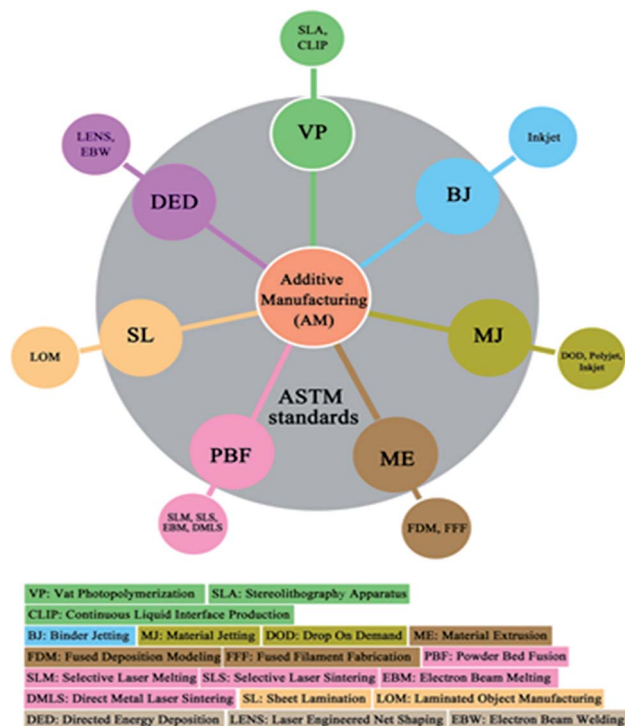 SLA,
CLIP
VP
LENS,
EBW
Inkjet
DED
BJ
Additive
Manufacturing
(AM)
SL
MJ
LOM
DOD, Polyjet,
Inkjet
ASTM
standards
PBF
ME
SLM, SLS,
EBM, DMLS
FDM, FFF
VP: Vat Photopolymerization SLA: Stereolithography Apparatus
CLIP: Continuous Liquid Interface Production
BJ: Binder Jetting MJ: Material Jetting DOD: Drop On Demand ME: Material Extrusion
FDM: Fused Deposition Modeling FFF: Fused Filament Fabrication PBF: Powder Bed Fusion
SLM: Selective Laser Melting SLS: Selective Laser Sintering EBM: Electron Beam Melting
DMLS: Direct Metal Laser Sintering SL: Sheet Lamination LOM: Laminated Object Manufacturing
DED: Directed Energy Deposition LENS: Laser Engineered Net Shaping EBW: Electron Beam Welding